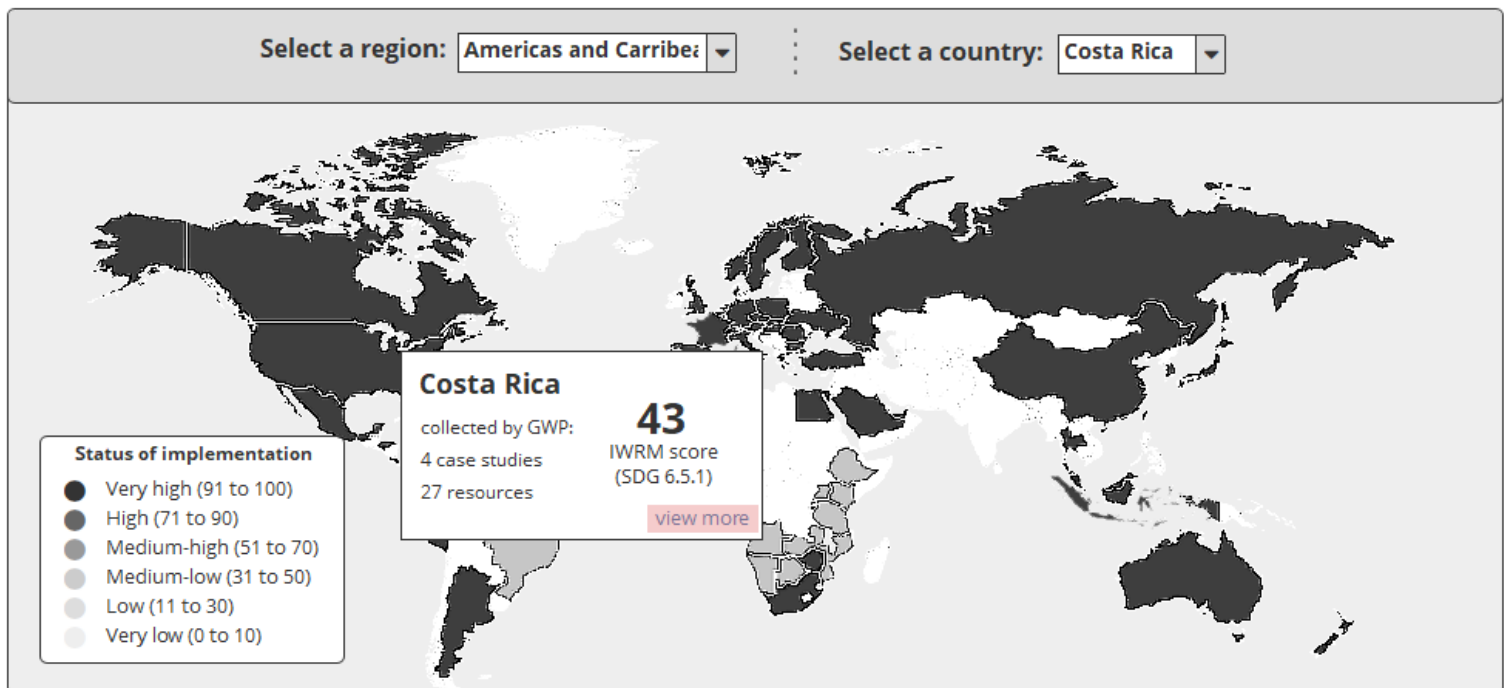 Select a region: Americas and Carribea Select a country: Costa Rica
Costa Rica
collected by GWP:
4 case studies
27 resources
43
IWRM score
(SDG 6.5.1)
view more
Status of implementation
Very high (91 to 100)
High (71 to 90)
Medium-high (51 to 70)
Medium-low (31 to 50)
Low (11 to 30)
Very low (0 to 10)